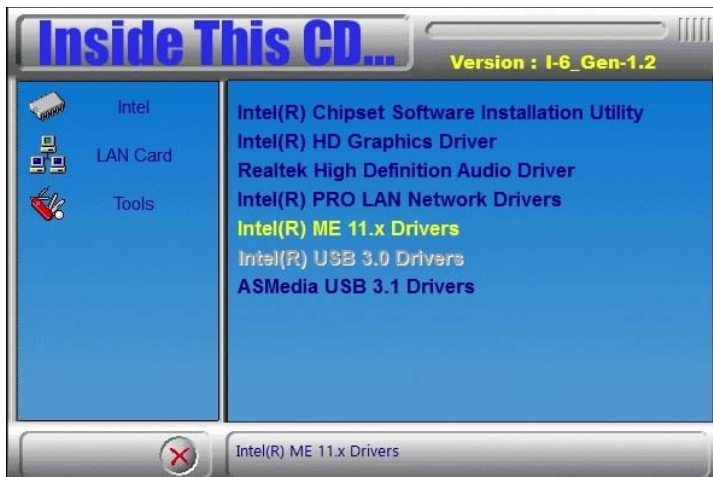 Inside This CD...
Version : I-6_Gen-1.2
Intel
LAN Card
Tools
Intel(R) Chipset Software Installation Utility
Intel(R) HD Graphics Driver
Realtek High Definition Audio Driver
Intel(R) PRO LAN Network Drivers
Intel(R) ME 11.x Drivers
Intel(R) USB 3.0 Drivers
ASMedia USB 3.1 Drivers
Intel(R) ME 11.x Drivers